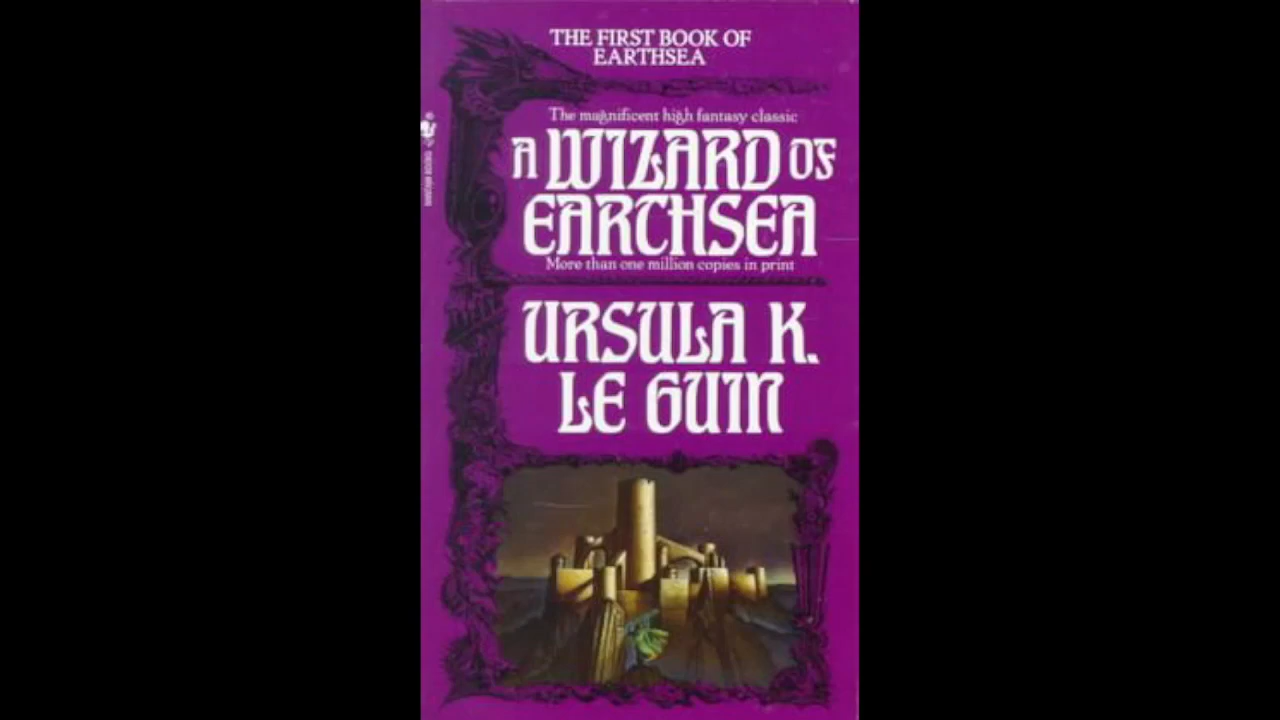 THE FIRST BOOK OF
EARTHSEA
The magnificent high fantasy classic
A WIZARD OF
EARTHSEA
More than one million copies in print
URSULA K.
LE GUIN